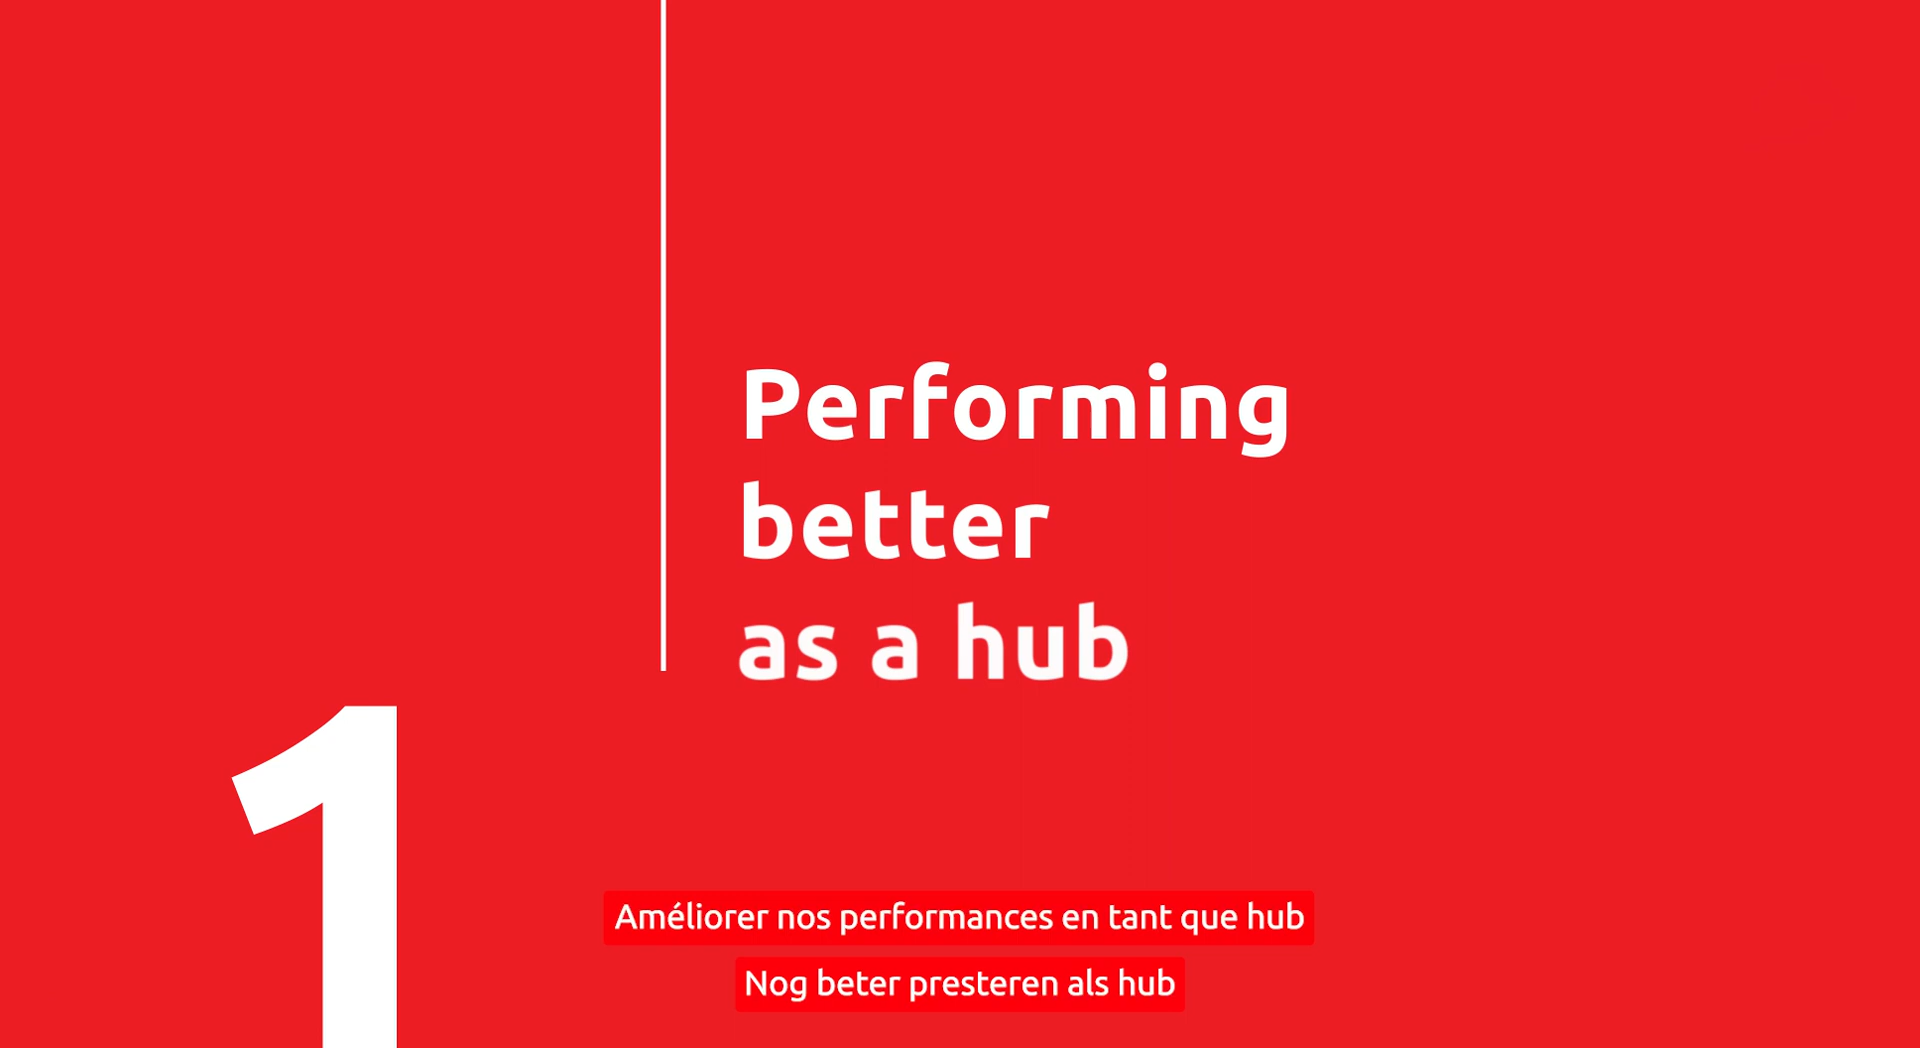 Performing
better
as a hub
1
Améliorer nos performances en tant que hub
Nog beter presteren als hub